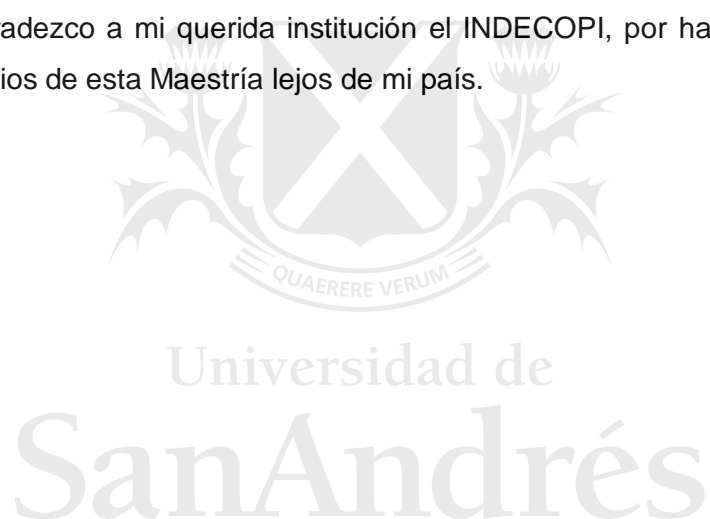 radezco a mi querida institución el INDECOPI, por ha
ios de esta Maestría lejos de mi país.
QUAERERE VERUM
Universidad de
SanAndrés